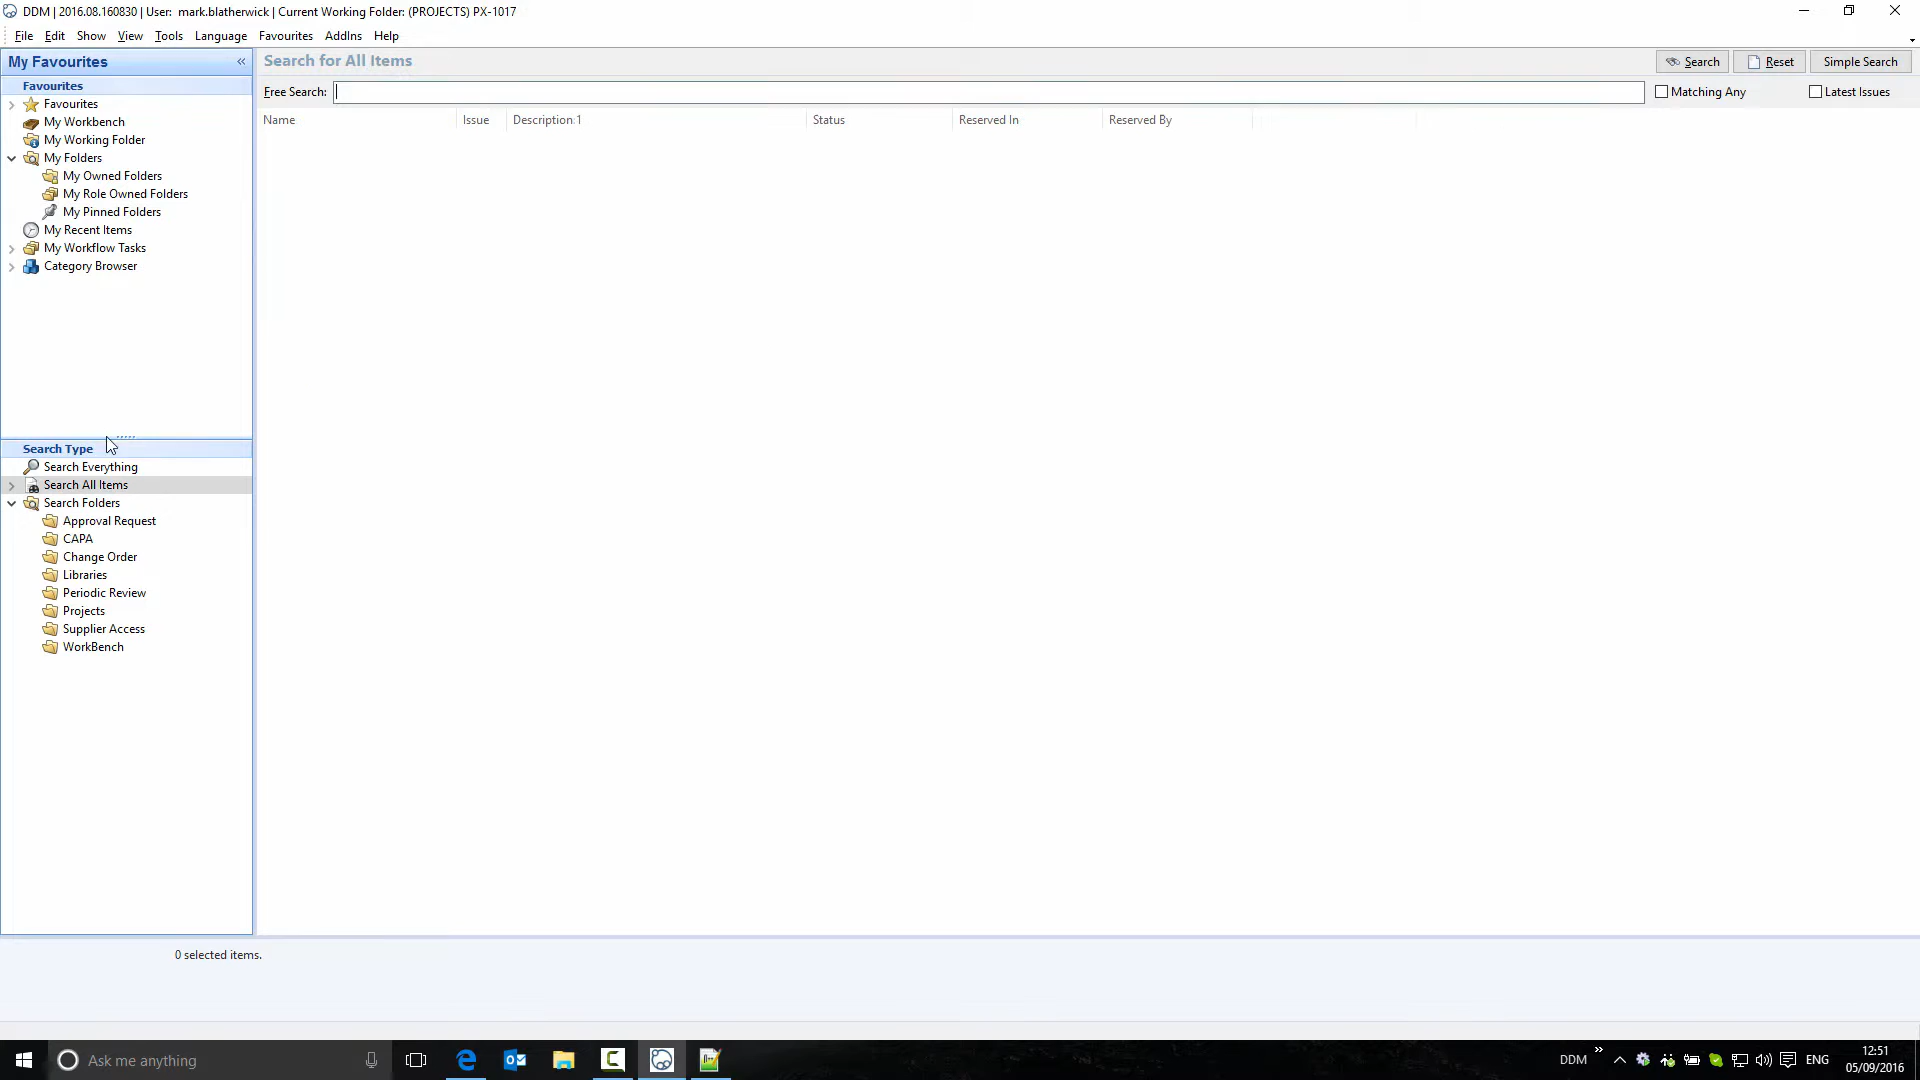 DDM | 2016.08.160830 | User: mark.blatherwick | Current Working Folder: (PROJECTS) PX-1017
File Edit Show View Tools Language Favourites AddIns Help
My Favourites
Favourites
Favourites
My Workbench
My Working Folder
My Folders
My Owned Folders
My Role Owned Folders
My Pinned Folders
My Recent Items
My Workflow Tasks
Category Browser
Search Type
Search Everything
Search All Items
Search Folders
Approval Request
CAPA
Change Order
Libraries
Periodic Review
Projects
Supplier Access
WorkBench
Search for All Items
Search Reset Simple Search
Free Search: Matching Any Latest Issues
Name Issue Description:1 Status Reserved In Reserved By
0 selected items.
Ask me anything
DDM ENG
12:51
05/09/2016